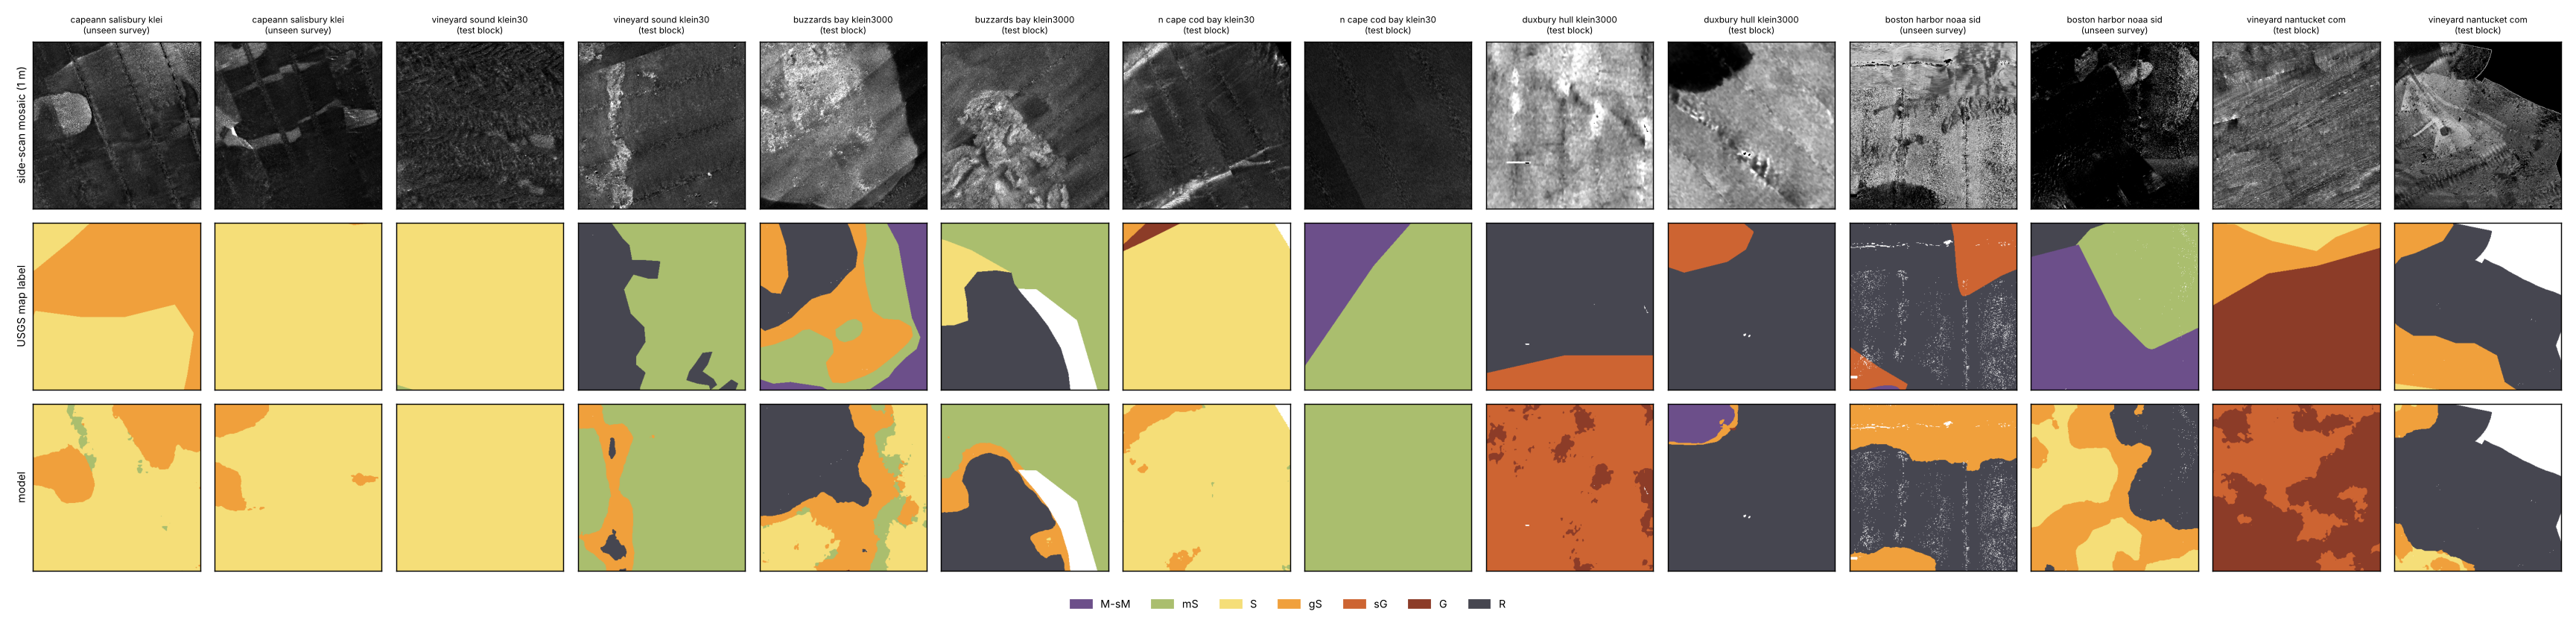 capeann salisbury klei
(unseen survey)
capeann salisbury klei
(unseen survey)
vineyard sound klein30
(test block)
vineyard sound klein30
(test block)
buzzards bay klein3000
(test block)
buzzards bay klein3000
(test block)
n cape cod bay klein30
(test block)
n cape cod bay klein30
(test block)
duxbury hull klein3000
(test block)
duxbury hull klein3000
(test block)
boston harbor noaa sid
(unseen survey)
boston harbor noaa sid
(unseen survey)
vineyard nantucket com
(test block)
vineyard nantucket com
(test block)
side-scan mosaic (1 m)
USGS map label
model
M-sM
mS
S
gS
sG
G
R